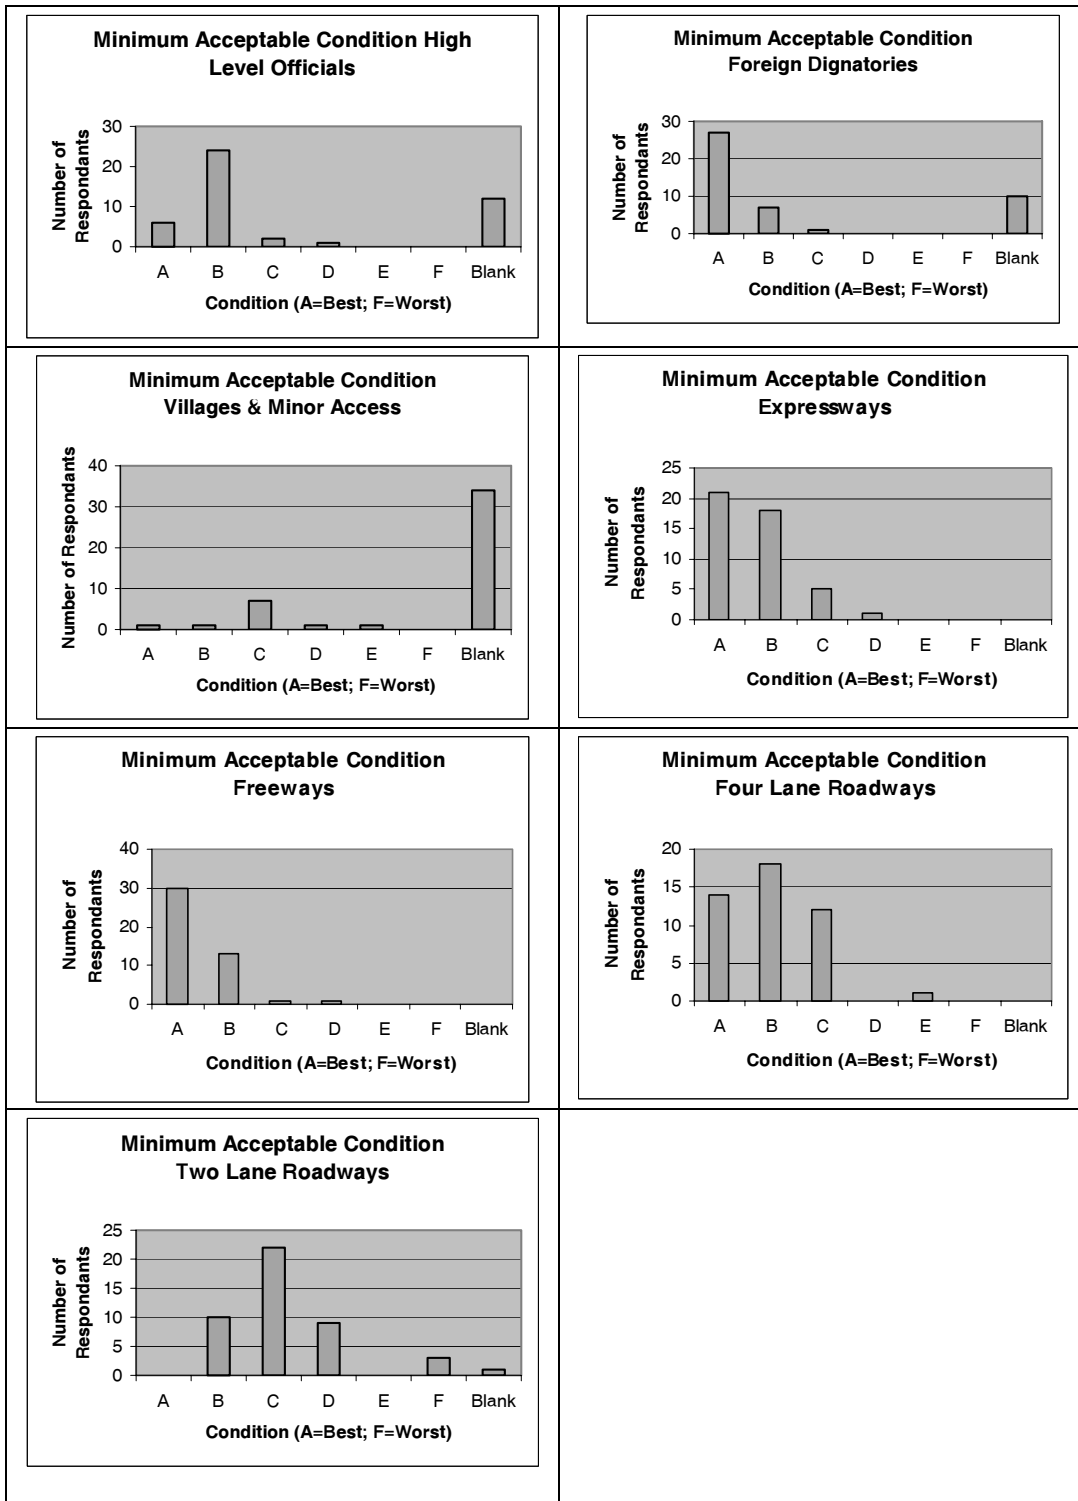 Minimum Acceptable Condition High
Level Officials
Number of
Respondants
30
20
10
0
A B C D E F Blank
Condition (A=Best; F=Worst)
Minimum Acceptable Condition
Foreign Dignatories
Number of
Respondants
30
20
10
0
A B C D E F Blank
Condition (A=Best; F=Worst)
Minimum Acceptable Condition
Villages & Minor Access
Number of Respondants
40
30
20
10
0
A B C D E F Blank
Condition (A=Best; F=Worst)
Minimum Acceptable Condition
Expressways
Number of
Respondants
25
20
15
10
5
0
A B C D E F Blank
Condition (A=Best; F=Worst)
Minimum Acceptable Condition
Freeways
Number of
Respondants
40
30
20
10
0
A B C D E F Blank
Condition (A=Best; F=Worst)
Minimum Acceptable Condition
Four Lane Roadways
Number of
Respondants
20
15
10
5
0
A B C D E F Blank
Condition (A=Best; F=Worst)
Minimum Acceptable Condition
Two Lane Roadways
Number of
Respondants
25
20
15
10
5
0
A B C D E F Blank
Condition (A=Best; F=Worst)